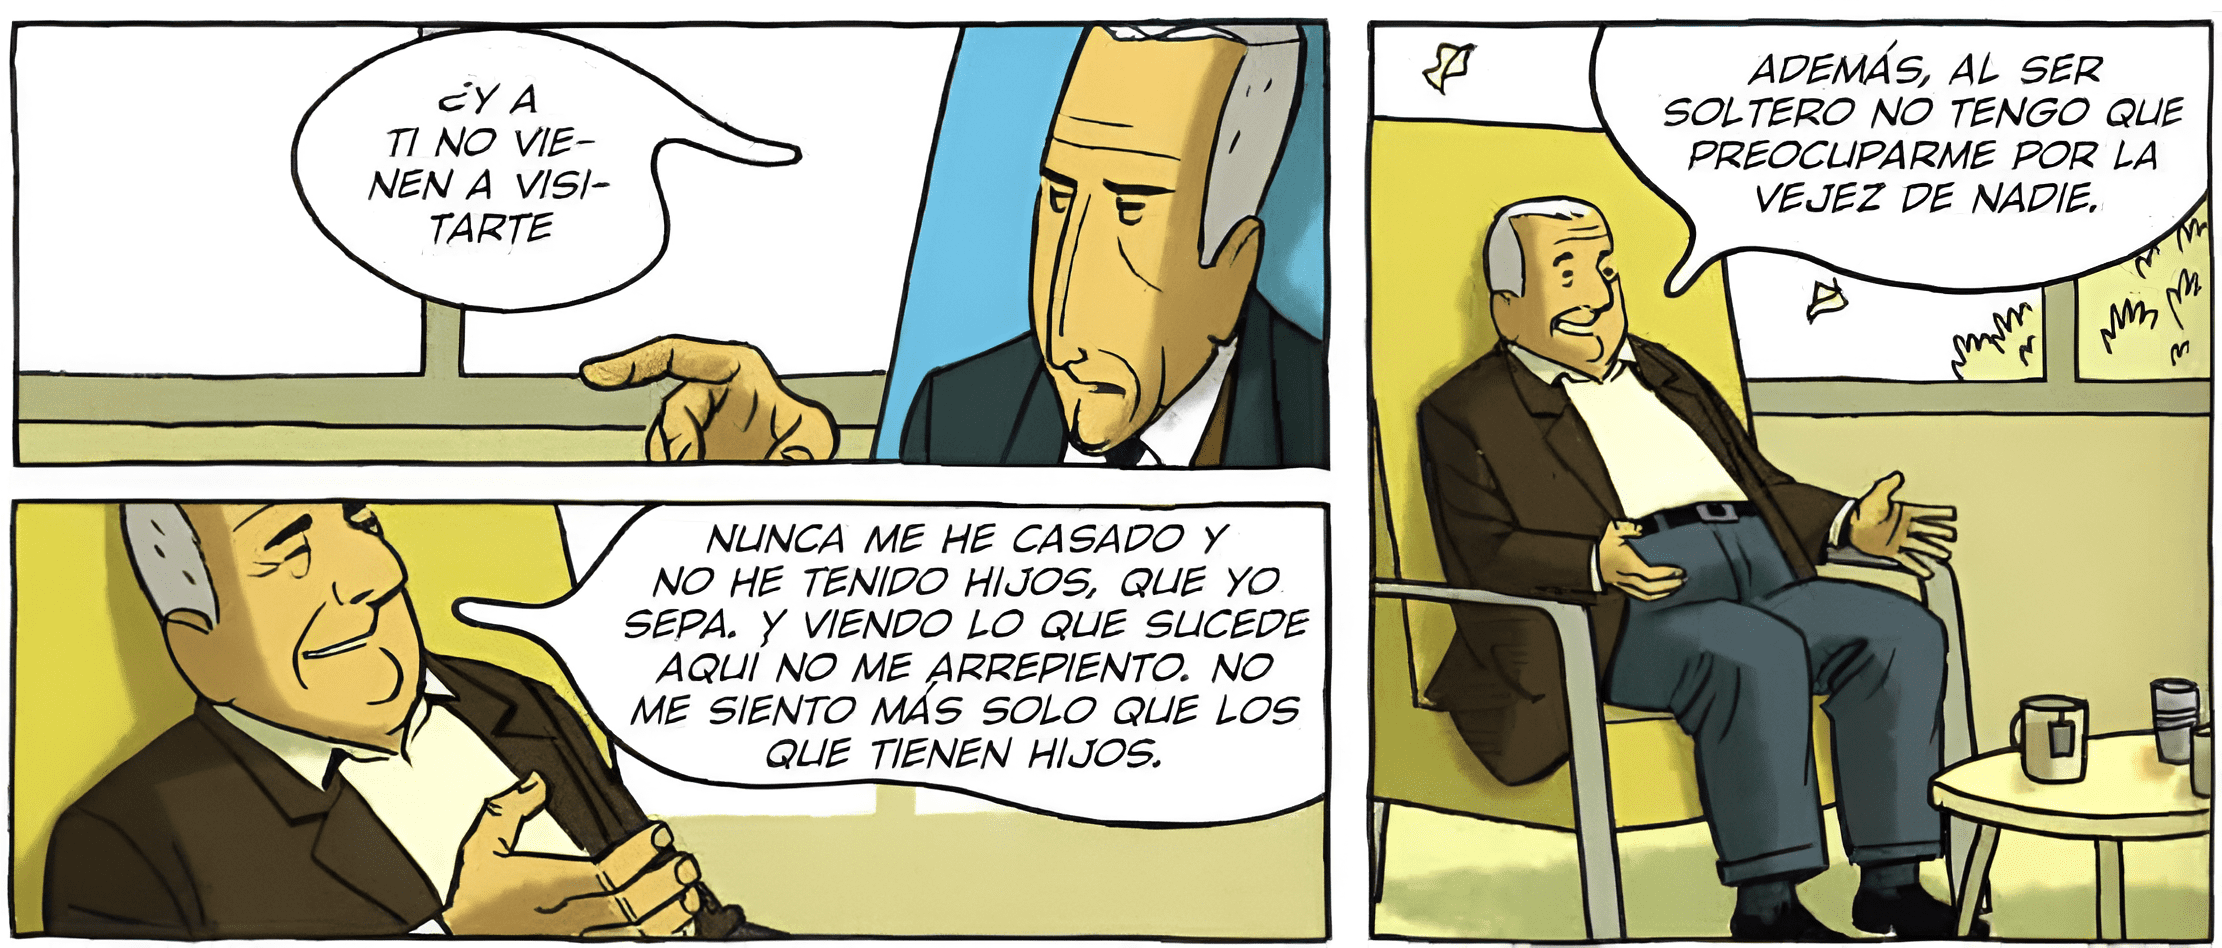 ¿Y A
TI NO VIE-
NEN A VISI-
TARTE
NUNCA ME HE CASADO Y
NO HE TENIDO HIJOS, QUE YO
SEPA. Y VIENDO LO QUE SUCEDE
AQUÍ NO ME ARREPIENTO. NO
ME SIENTO MÁS SOLO QUE LOS
QUE TIENEN HIJOS.
ADEMÁS, AL SER
SOLTERO NO TENGO QUE
PREOCUPARME POR LA
VEJEZ DE NADIE.